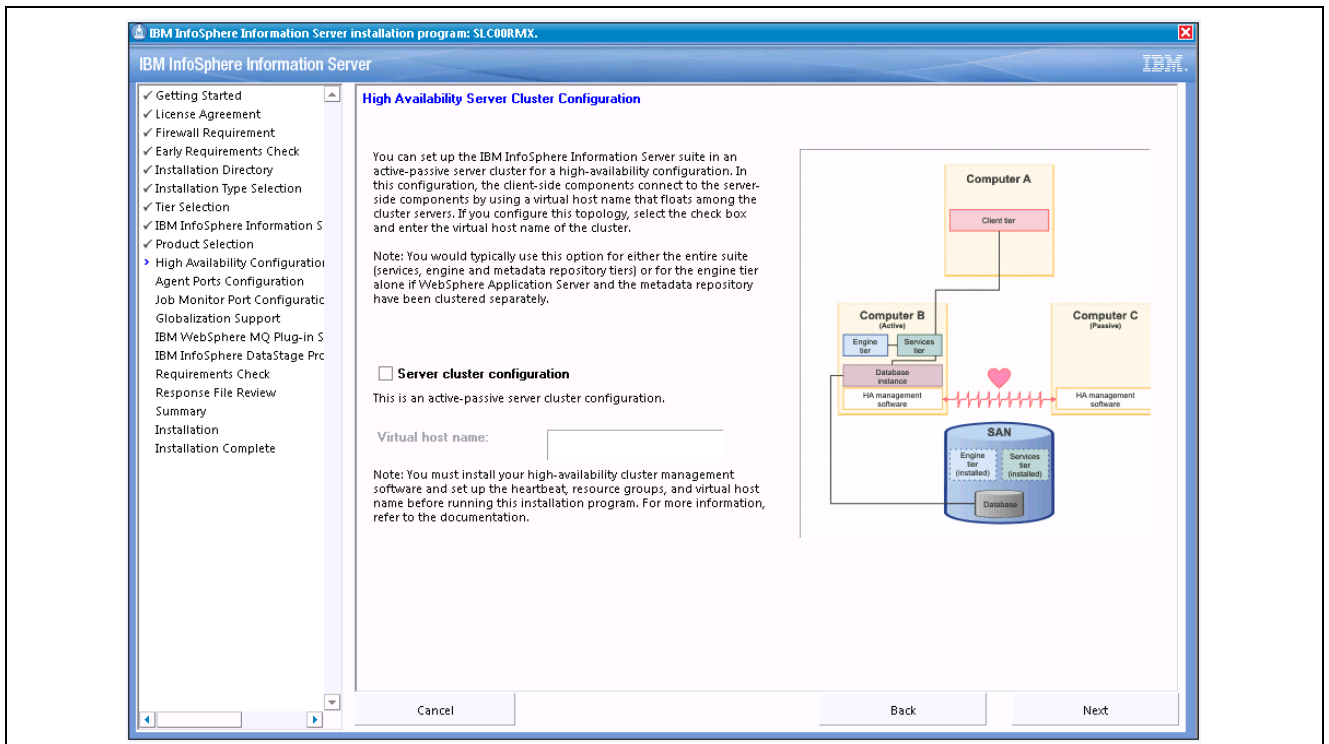 IBM InfoSphere Information Server installation program: SLC00RMX.
IBM InfoSphere Information Server
IBM.
Getting Started
License Agreement
Firewall Requirement
Early Requirements Check
Installation Directory
Installation Type Selection
Tier Selection
IBM InfoSphere Information S
Product Selection
High Availability Configuration
Agent Ports Configuration
Job Monitor Port Configuratic
Globalization Support
IBM WebSphere MQ Plug-in S
IBM InfoSphere DataStage Prc
Requirements Check
Response File Review
Summary
Installation
Installation Complete
High Availability Server Cluster Configuration
You can set up the IBM InfoSphere Information Server suite in an
active-passive server cluster for a high-availability configuration. In
this configuration, the client-side components connect to the server-
side components by using a virtual host name that floats among the
cluster servers. If you configure this topology, select the check box
and enter the virtual host name of the cluster.
Note: You would typically use this option for either the entire suite
(services, engine and metadata repository tiers) or for the engine tier
alone if WebSphere Application Server and the metadata repository
have been clustered separately.
Server cluster configuration
This is an active-passive server cluster configuration.
Virtual host name:
Note: You must install your high-availability cluster management
software and set up the heartbeat, resource groups, and virtual host
name before running this installation program. For more information,
refer to the documentation.
Computer A
Client tier
Computer B
(Active)
Engine
tier
Services
tier
Database
instance
HA management
software
Computer C
(Passive)
HA management
software
SAN
Engine
tier
(installed)
Services
tier
(installed)
Database
Cancel
Back
Next